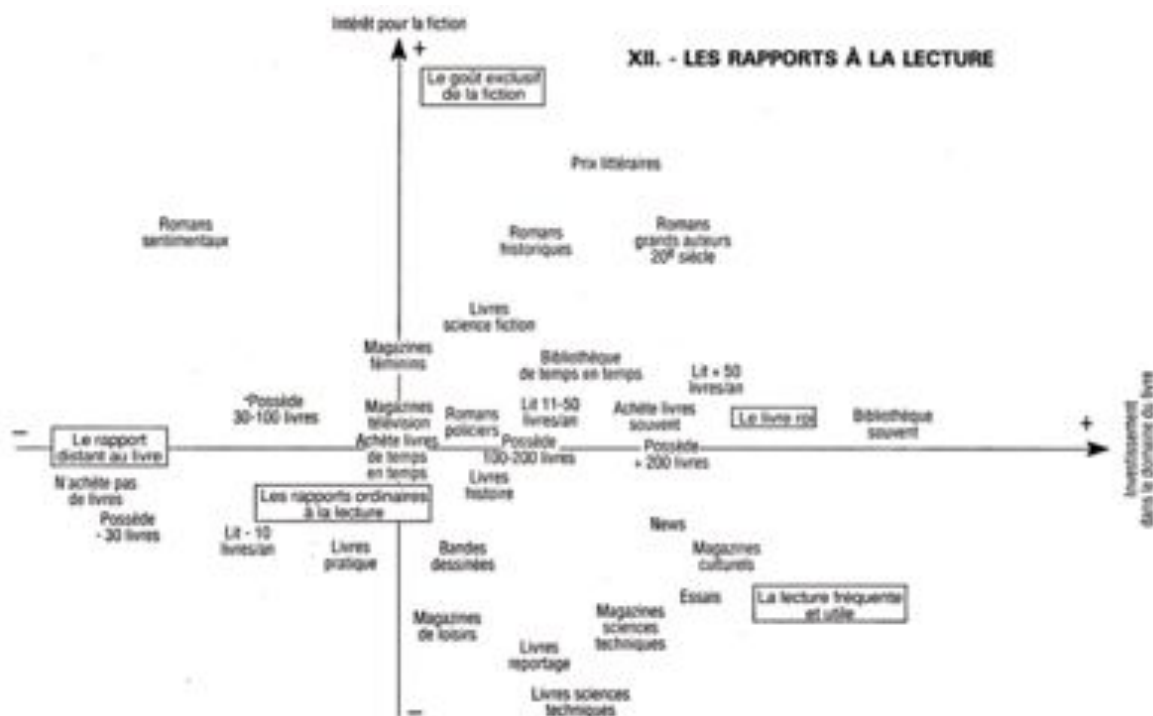 Intérêt pour la fiction
+
XII. - LES RAPPORTS À LA LECTURE
Le goût exclusif
de la fiction
Prix littéraires
Romans
sentimentaux
Romans
historiques
Romans
grands auteurs
20e siècle
Livres
science fiction
Magazines
féminins
Bibliothèque
de temps en temps
Lit + 50
livres/an
Possède
30-100 livres
Magazines
télévision
Romans
policiers
Lit 11-50
livres/an
Achète livres
souvent
Le livre roi
Bibliothèque
souvent
−
Le rapport
distant au livre
Achète livres
de temps
en temps
Possède
100-200 livres
Possède
+ 200 livres
+
Investissement
dans le domaine du livre
N'achète pas
de livres
Livres
histoire
Les rapports ordinaires
à la lecture
Possède
- 30 livres
Lit - 10
livres/an
Livres
pratique
Bandes
dessinées
News
Magazines
culturels
Essais
La lecture fréquente
et utile
Magazines
de loisirs
Magazines
sciences
techniques
Livres
reportage
Livres sciences
techniques
−